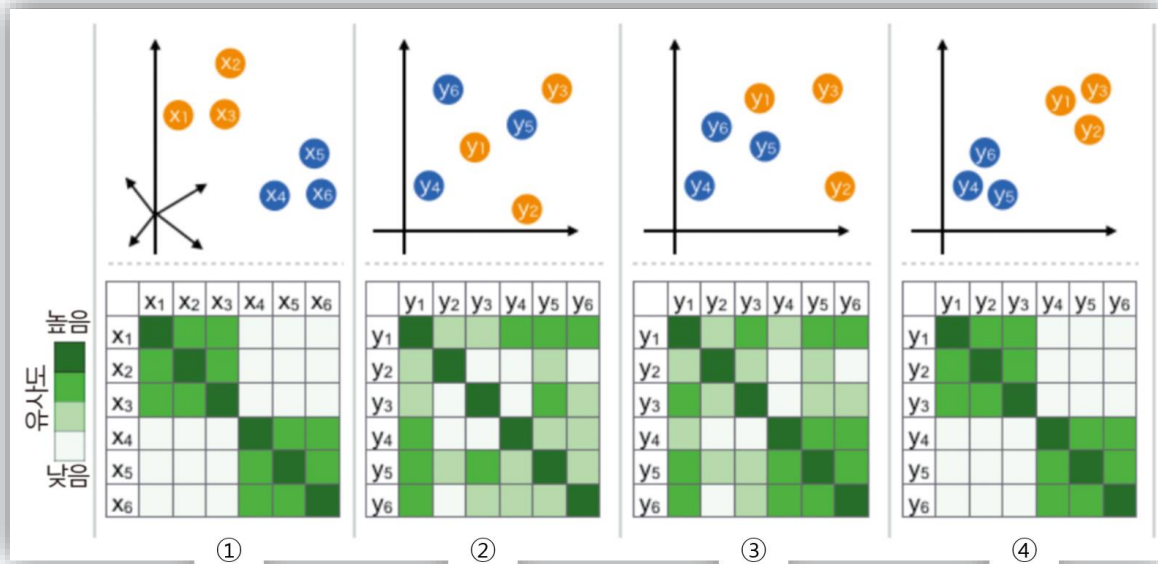 x2
x1 x3
x5
x4 x6
y6 y3
y5
y1
y4
y2
y1 y3
y6
y5
y4 y2
y1 y3
y2
y6
y4 y5
높음
유사도
낮음
x1 x2 x3 x4 x5 x6
x1
x2
x3
x4
x5
x6
y1 y2 y3 y4 y5 y6
y1
y2
y3
y4
y5
y6
y1 y2 y3 y4 y5 y6
y1
y2
y3
y4
y5
y6
y1 y2 y3 y4 y5 y6
y1
y2
y3
y4
y5
y6
① ② ③ ④